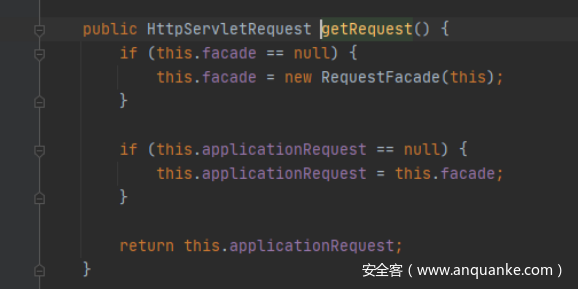 public HttpServletRequest getRequest() {
    if (this.facade == null) {
        this.facade = new RequestFacade(this);
    }

    if (this.applicationRequest == null) {
        this.applicationRequest = this.facade;
    }

    return this.applicationRequest;
}
安全客（www.anquanke.com）